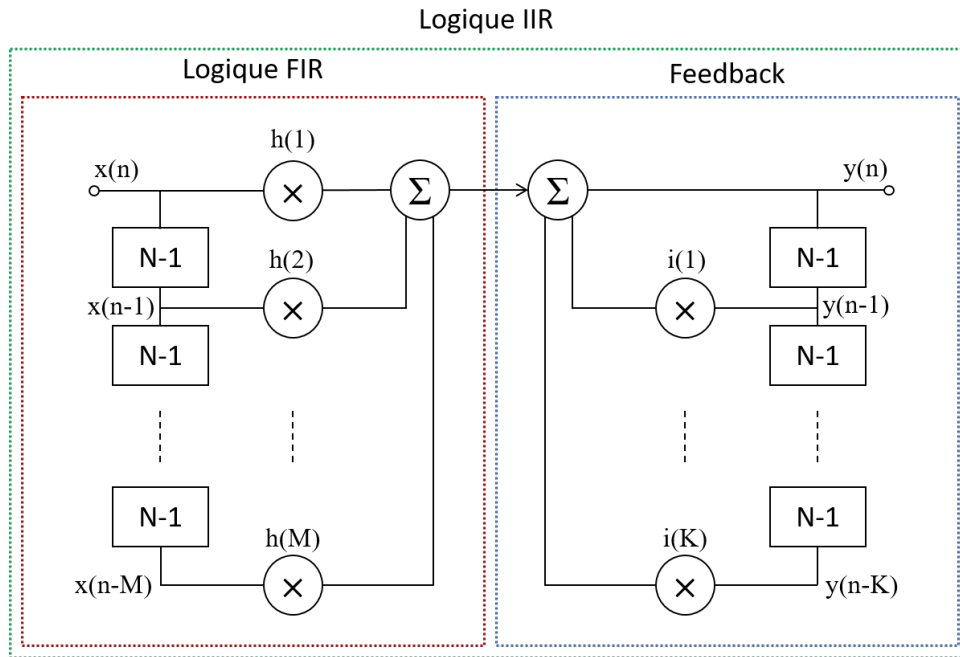 Logique IIR
Logique FIR
Feedback
h(1)
x(n)
×
Σ
Σ
y(n)
N-1
h(2)
i(1)
N-1
x(n-1)
×
×
y(n-1)
N-1
N-1
N-1
h(M)
i(K)
N-1
x(n-M)
×
×
y(n-K)